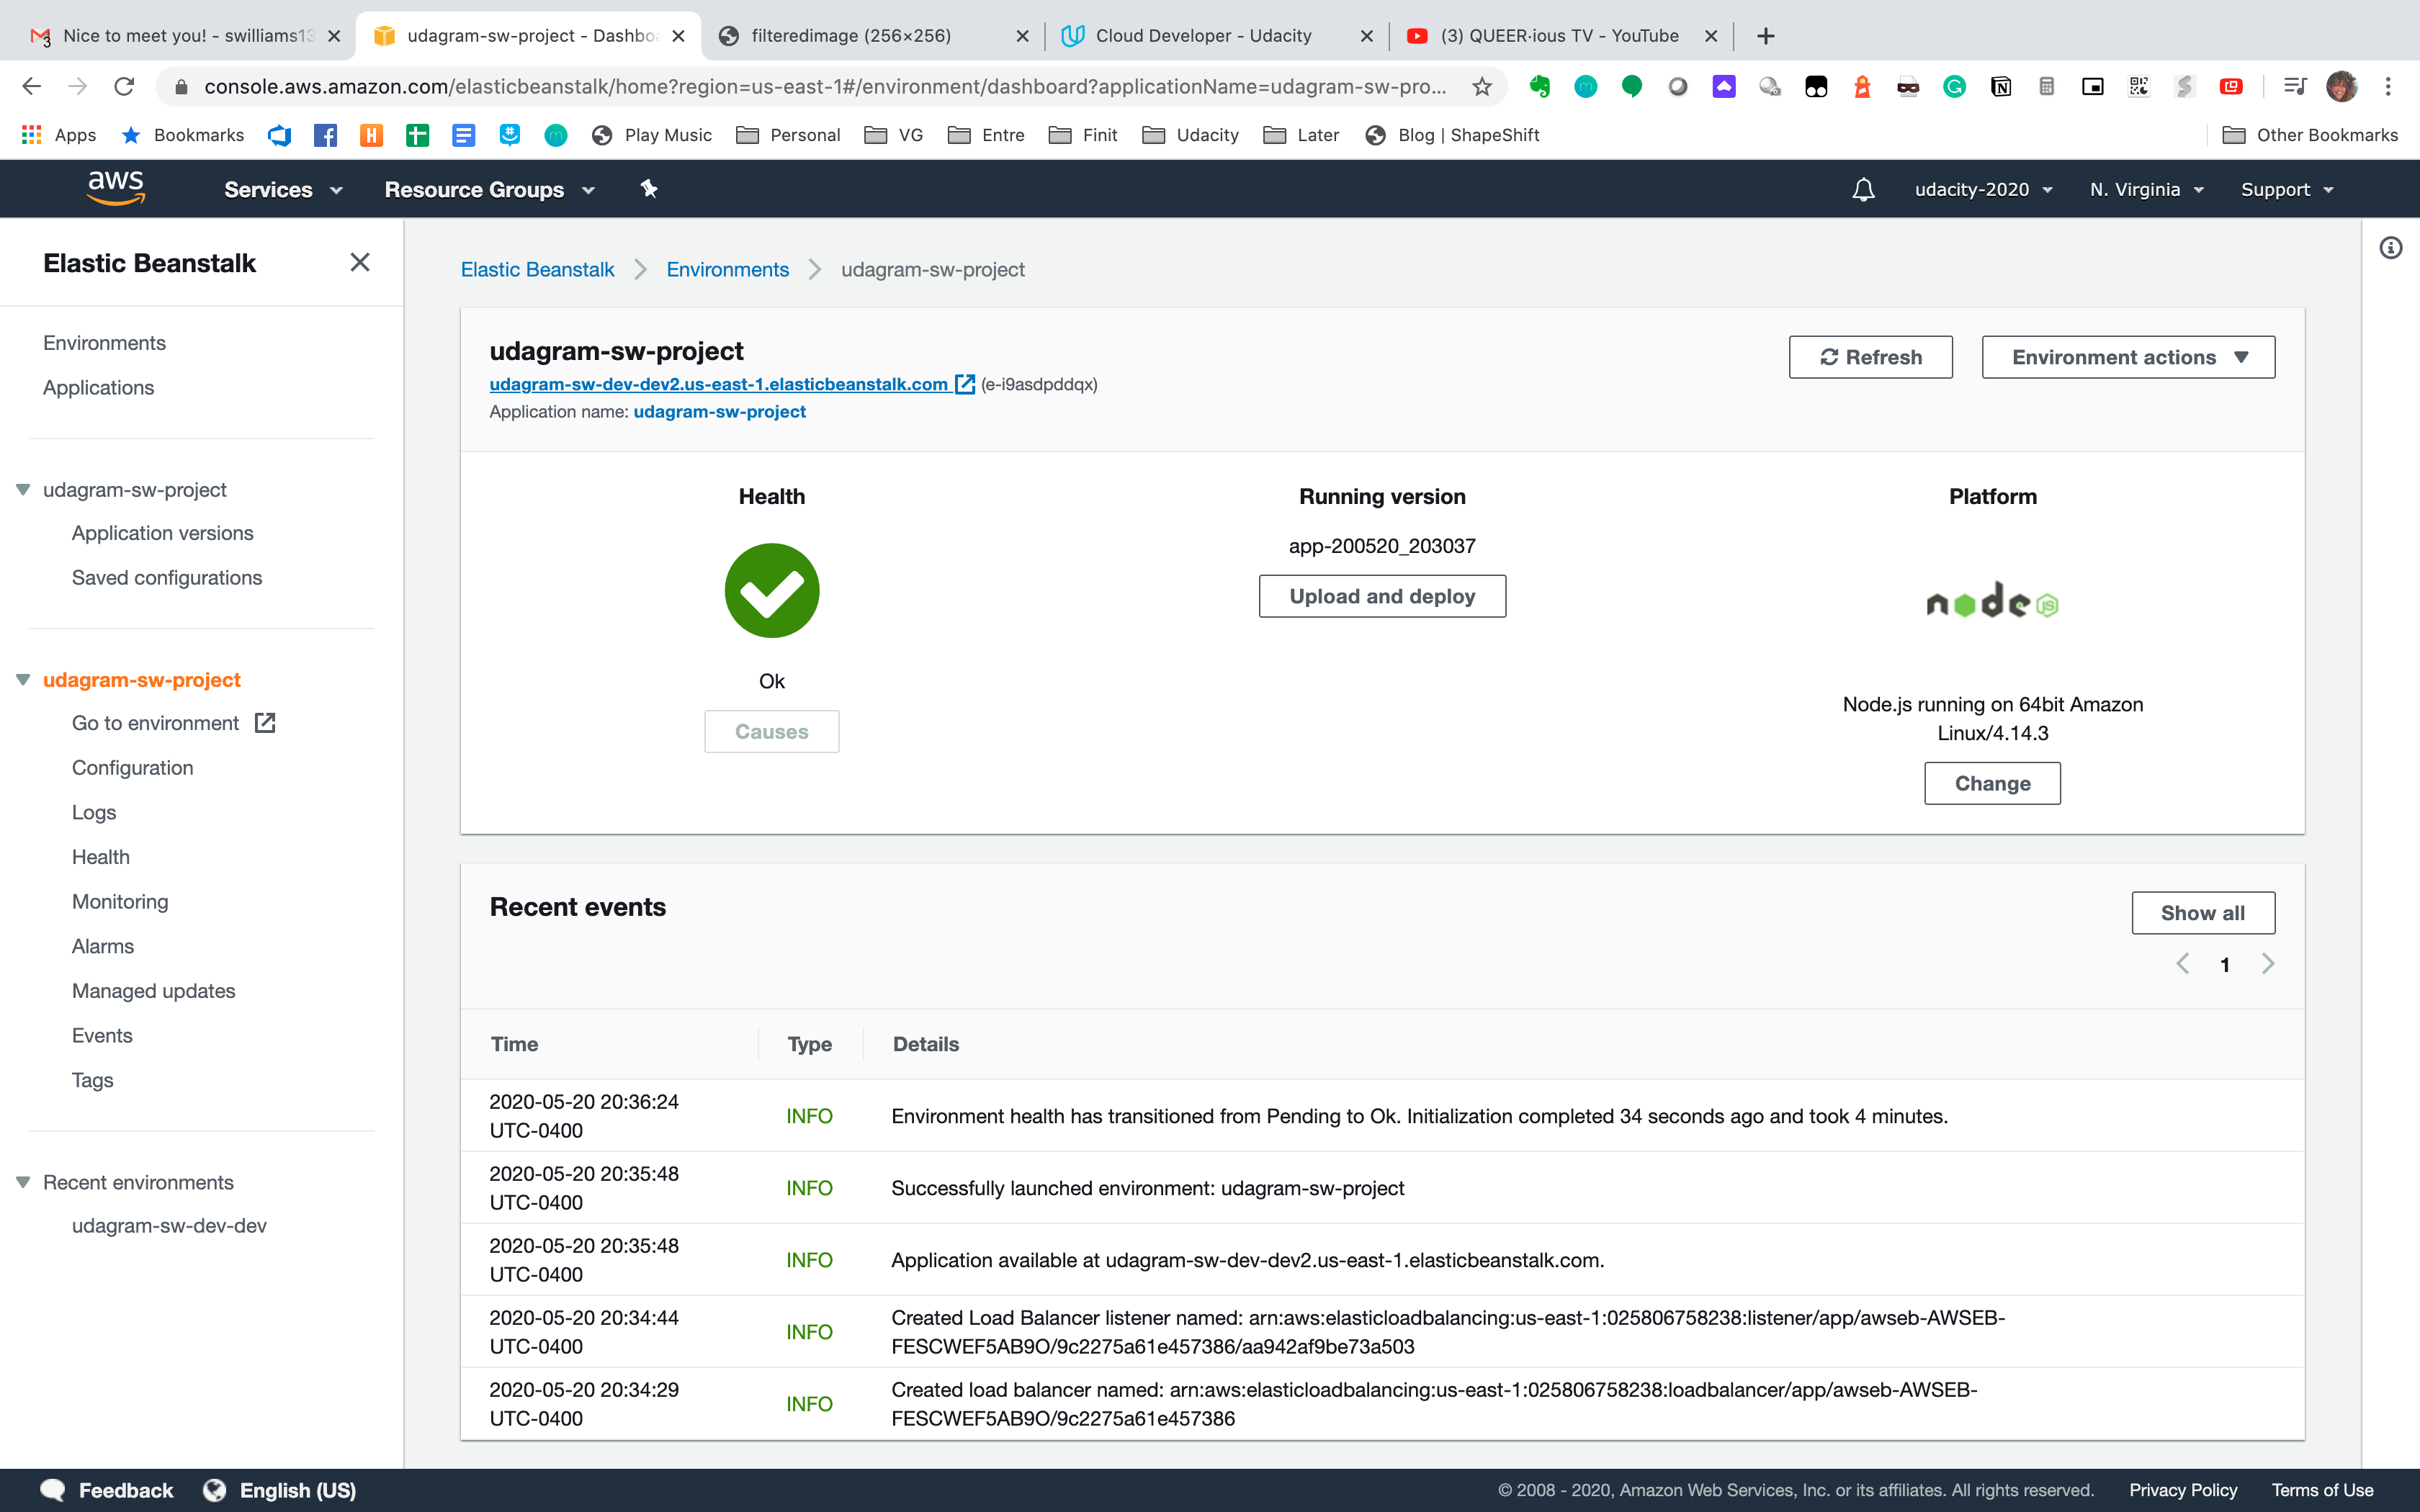 Nice to meet you! - swilliams13
udagram-sw-project - Dashboa
filteredimage (256×256)
Cloud Developer - Udacity
(3) QUEER·ious TV - YouTube
console.aws.amazon.com/elasticbeanstalk/home?region=us-east-1#/environment/dashboard?applicationName=udagram-sw-pro...
Apps
Bookmarks
Play Music
Personal
VG
Entre
Finit
Udacity
Later
Blog | ShapeShift
Other Bookmarks
aws
Services
Resource Groups
udacity-2020
N. Virginia
Support
Elastic Beanstalk
Environments
Applications
udagram-sw-project
Application versions
Saved configurations
udagram-sw-project
Go to environment
Configuration
Logs
Health
Monitoring
Alarms
Managed updates
Events
Tags
Recent environments
udagram-sw-dev-dev
Elastic Beanstalk
Environments
udagram-sw-project
udagram-sw-project
udagram-sw-dev-dev2.us-east-1.elasticbeanstalk.com (e-i9asdpddqx)
Application name: udagram-sw-project
Refresh
Environment actions
Health
Ok
Causes
Running version
app-200520_203037
Upload and deploy
Platform
node JS
Node.js running on 64bit Amazon
Linux/4.14.3
Change
Recent events
Show all
1
Time
Type
Details
2020-05-20 20:36:24
UTC-0400
INFO
Environment health has transitioned from Pending to Ok. Initialization completed 34 seconds ago and took 4 minutes.
2020-05-20 20:35:48
UTC-0400
INFO
Successfully launched environment: udagram-sw-project
2020-05-20 20:35:48
UTC-0400
INFO
Application available at udagram-sw-dev-dev2.us-east-1.elasticbeanstalk.com.
2020-05-20 20:34:44
UTC-0400
INFO
Created Load Balancer listener named: arn:aws:elasticloadbalancing:us-east-1:025806758238:listener/app/awseb-AWSEB-
FESCWEF5AB9O/9c2275a61e457386/aa942af9be73a503
2020-05-20 20:34:29
UTC-0400
INFO
Created load balancer named: arn:aws:elasticloadbalancing:us-east-1:025806758238:loadbalancer/app/awseb-AWSEB-
FESCWEF5AB9O/9c2275a61e457386
Feedback
English (US)
© 2008 - 2020, Amazon Web Services, Inc. or its affiliates. All rights reserved.
Privacy Policy
Terms of Use